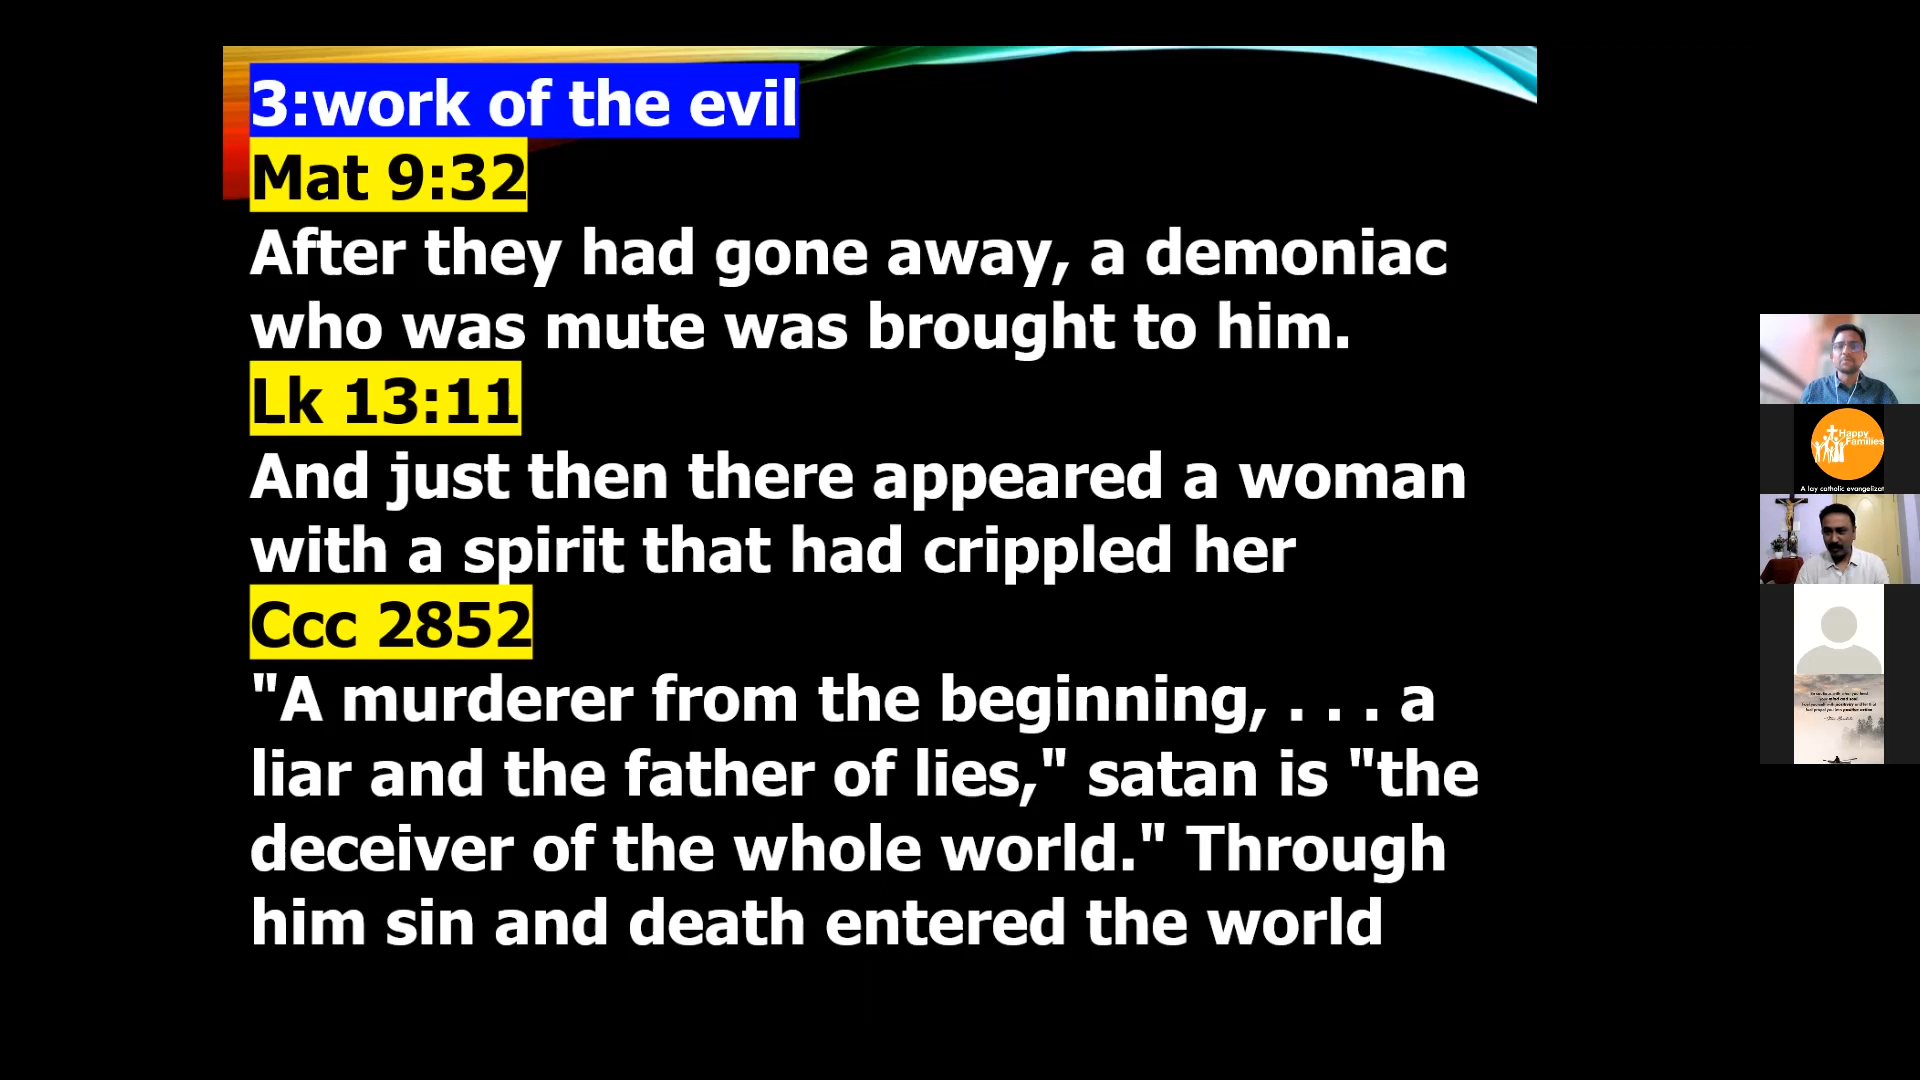 3:work of the evil
Mat 9:32
After they had gone away, a demoniac
who was mute was brought to him.
Lk 13:11
And just then there appeared a woman
with a spirit that had crippled her
Ccc 2852
"A murderer from the beginning, . . . a
liar and the father of lies," satan is "the
deceiver of the whole world." Through
him sin and death entered the world
Happy
Families
A lay catholic evangelizat